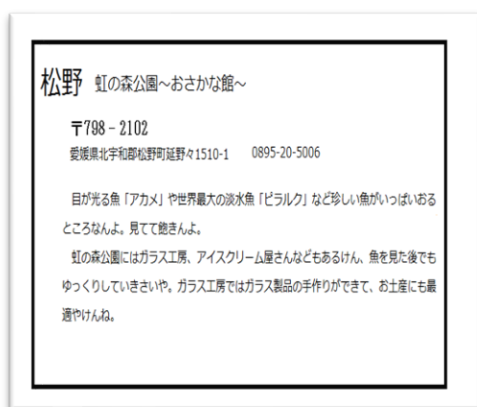 松野 虹の森公園～おさかな館～
〒798－2102
愛媛県北宇和郡松野町延野々1510-1 0895-20-5006
目が光る魚「アカメ」や世界最大の淡水魚「ピラルク」など珍しい魚がいっぱいおる
ところなんよ。見てて飽きんよ。
虹の森公園にはガラス工房、アイスクリーム屋さんなどもあるけん、魚を見た後でも
ゆっくりしていきさいや。ガラス工房ではガラス製品の手作りができて、お土産にも最
適やけんね。